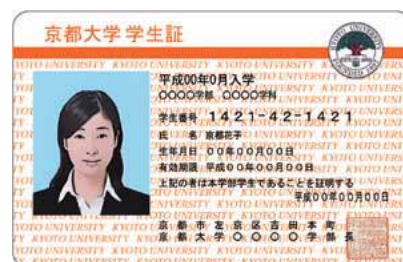 京都大学 学生証
平成00年0月入学
〇〇〇〇学部 〇〇〇〇学科
学生番号 1421-42-1421
氏 名 京都花子
生年月日 00年00月00日
有効期限 平成00年00月00日
上記の者は本学部学生であることを証明する
平成00年00月00日
京都市左京区吉田本町
京都大学〇〇〇〇学部長
KYOTO UNIVERSITY